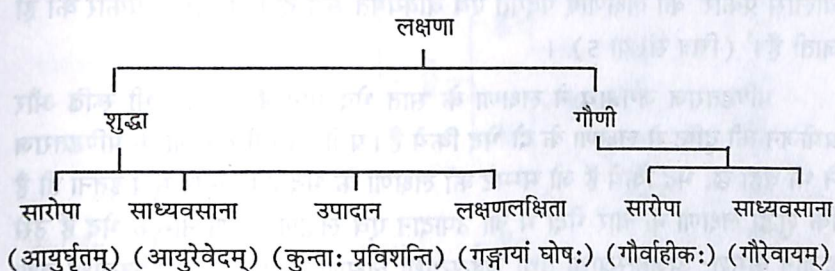 लक्षणा
शुद्धा गौणी
सारोपा साध्यवसाना उपादान लक्षणलक्षिता सारोपा साध्यवसाना
(आयुर्घृतम्) (आयुरेवेदम्) (कुन्ता: प्रविशन्ति) (गङ्गायां घोष:) (गौर्वाहीक:) (गौरेवायम्)